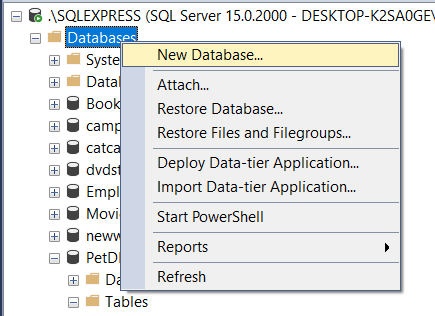 .\SQLEXPRESS (SQL Server 15.0.2000 - DESKTOP-K2SA0GEV
Databases
New Database...
Attach...
Restore Database...
Restore Files and Filegroups...
Deploy Data-tier Application...
Import Data-tier Application...
Start PowerShell
Reports
Refresh
Syste
Datal
Book
camp
catca
dvdst
Empl
Movi
neww
PetD
Da
Tables